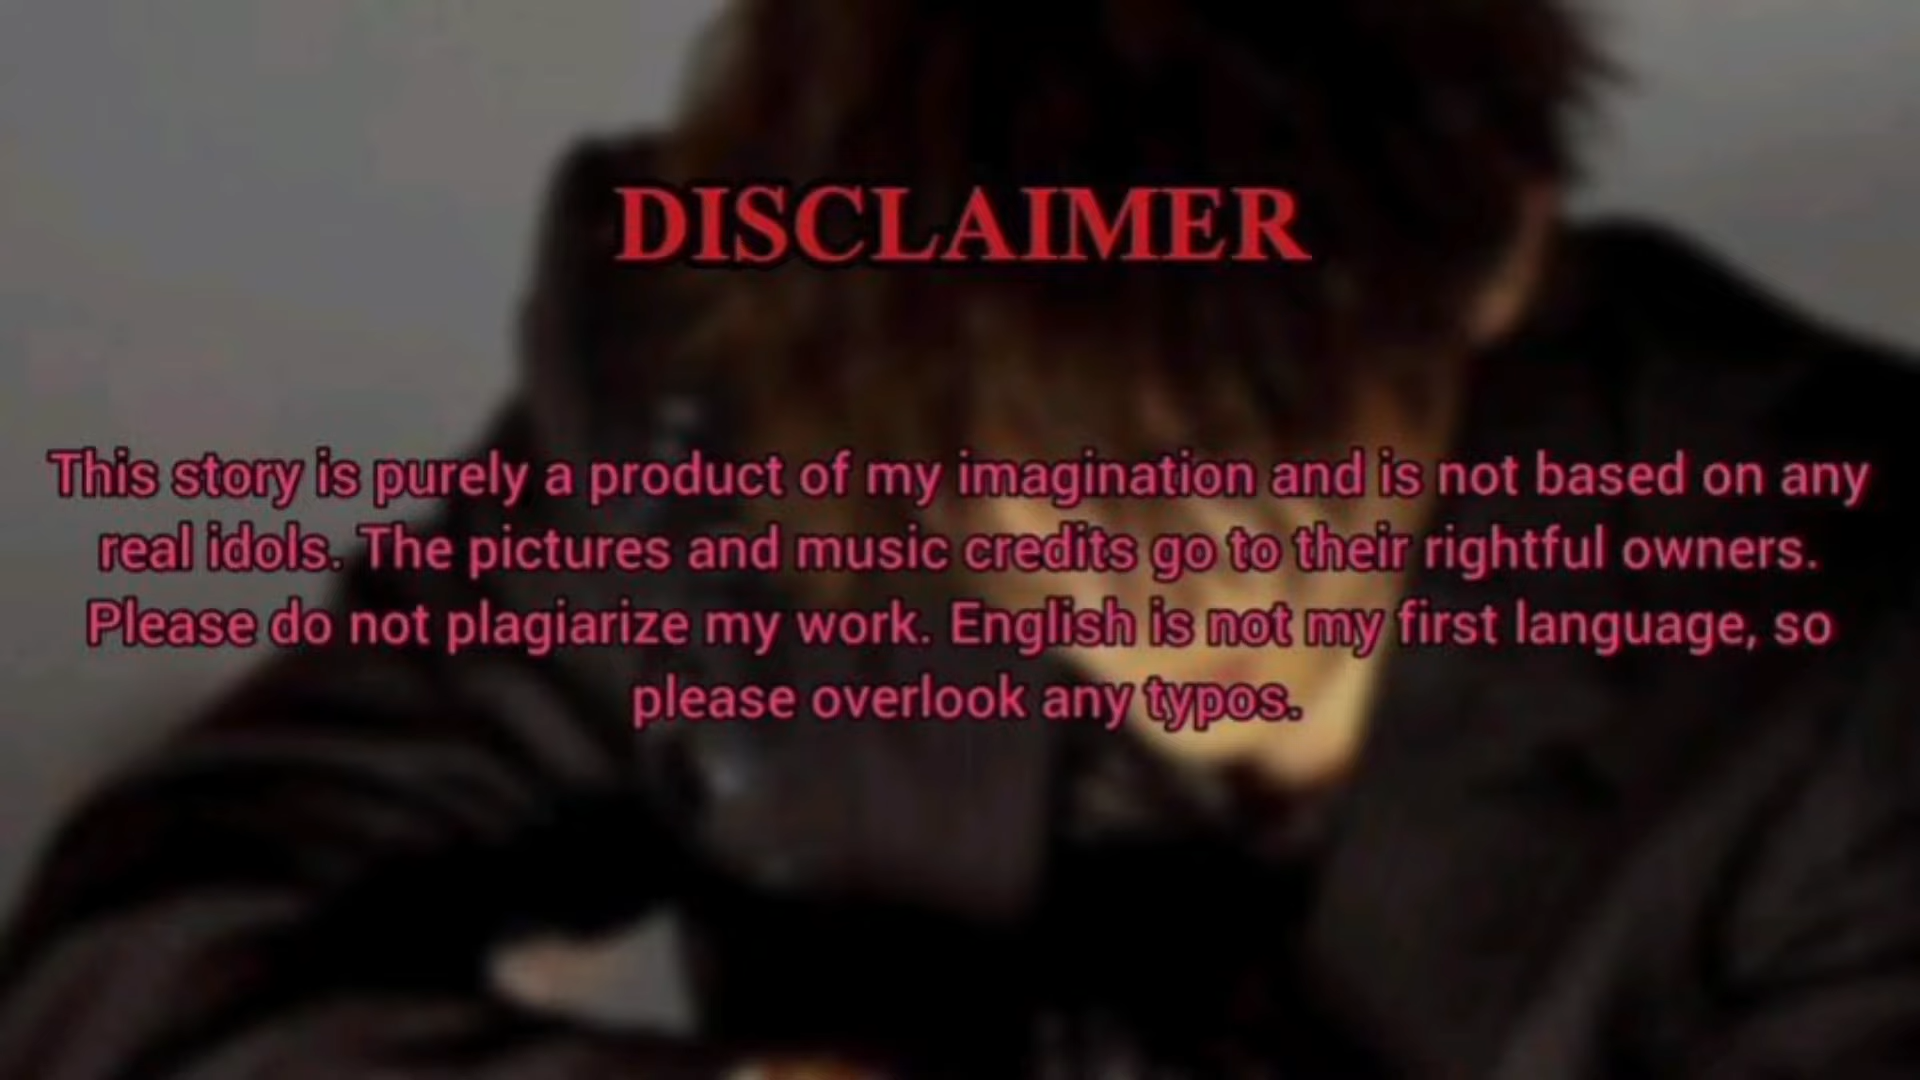 DISCLAIMER
This story is purely a product of my imagination and is not based on any
real idols. The pictures and music credits go to their rightful owners.
Please do not plagiarize my work. English is not my first language, so
please overlook any typos.